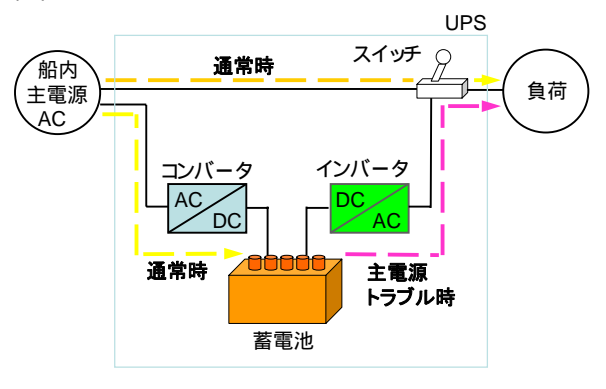 UPS
スイッチ
通常時
船内
主電源
AC
負荷
コンバータ
インバータ
AC
DC
DC
AC
通常時
主電源
トラブル時
蓄電池